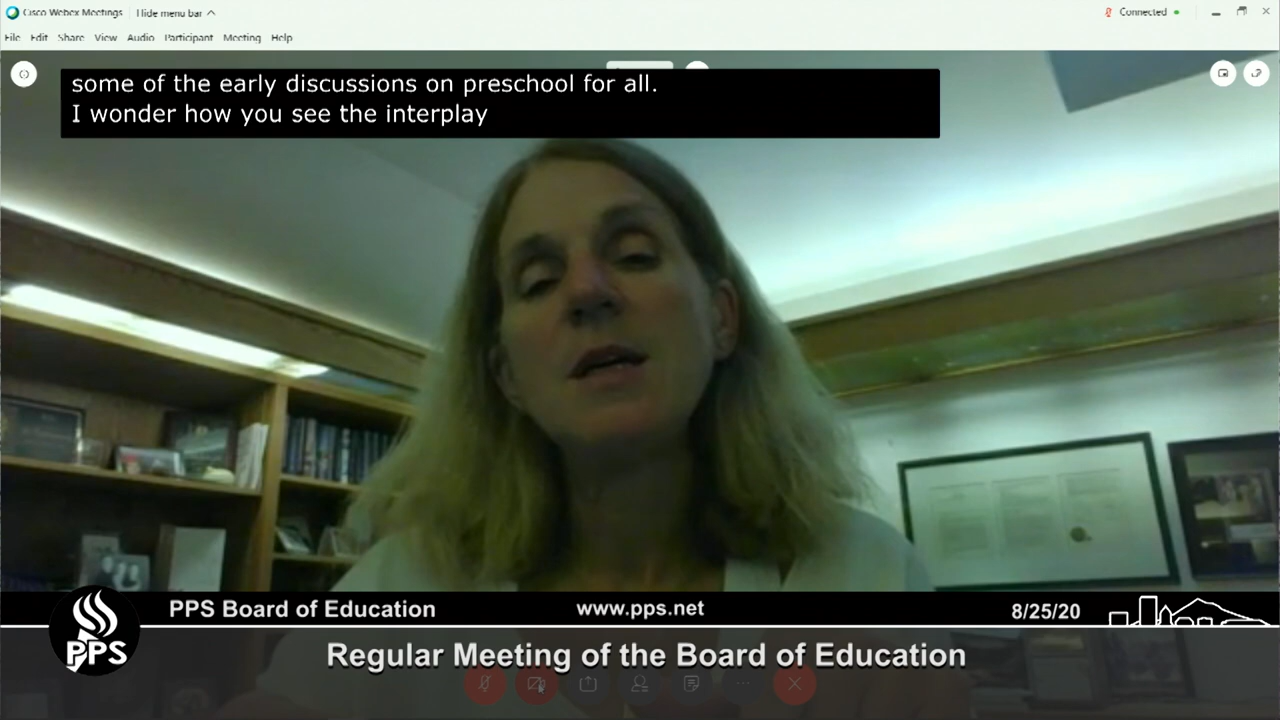 Cisco Webex Meetings Hide menu bar
Connected
File Edit Share View Audio Participant Meeting Help
some of the early discussions on preschool for all.
I wonder how you see the interplay
PPS Board of Education www.pps.net 8/25/20
PPS
Regular Meeting of the Board of Education